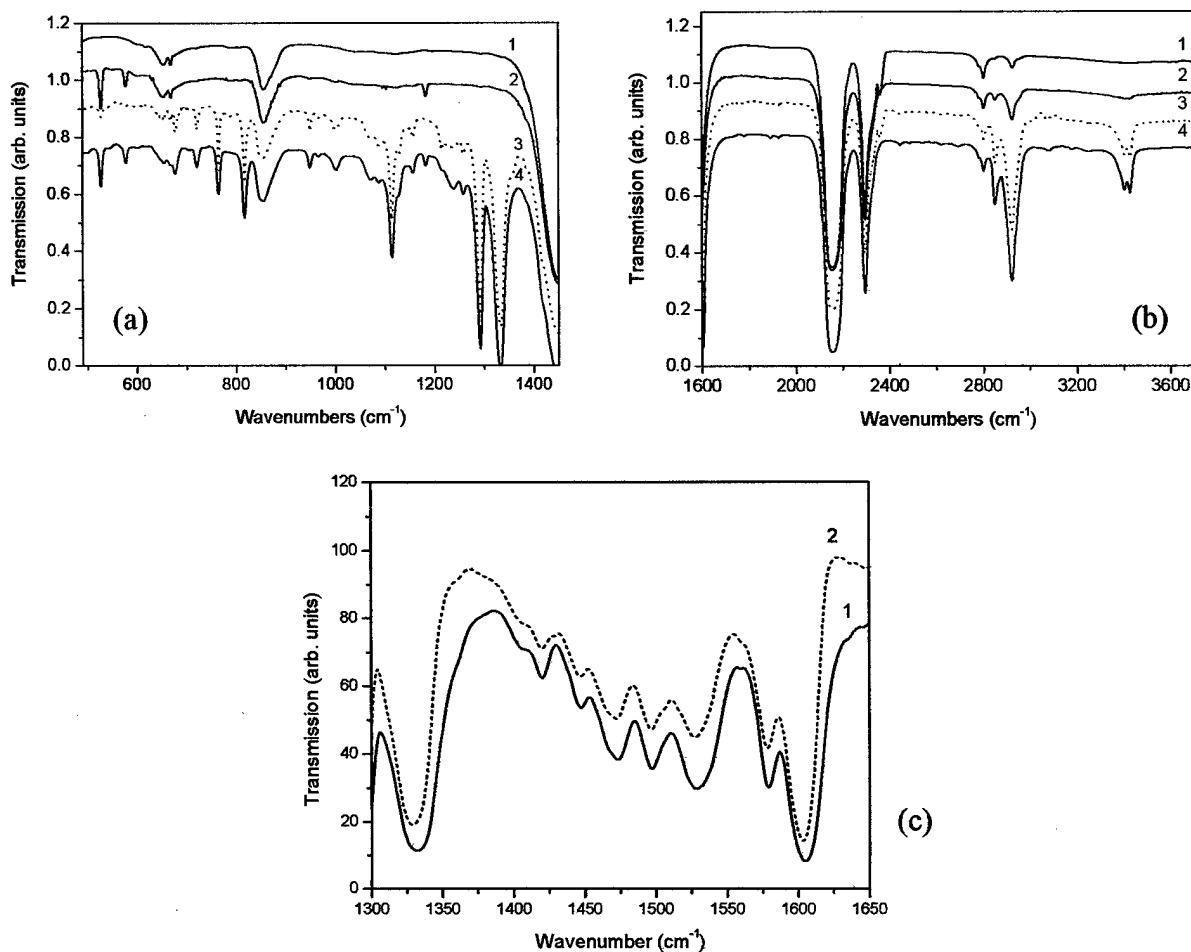 1.2
1.0
0.8
0.6
0.4
0.2
0.0
Transmission (arb. units)
1
2
3
4
(a)
600 800 1000 1200 1400
Wavenumbers (cm⁻¹)
1.2
1.0
0.8
0.6
0.4
0.2
0.0
Transmission (arb. units)
1
2
3
4
(b)
1600 2000 2400 2800 3200 3600
Wavenumbers (cm⁻¹)
120
100
80
60
40
20
0
Transmission (arb. units)
2
1
(c)
1300 1350 1400 1450 1500 1550 1600 1650
Wavenumber (cm⁻¹)